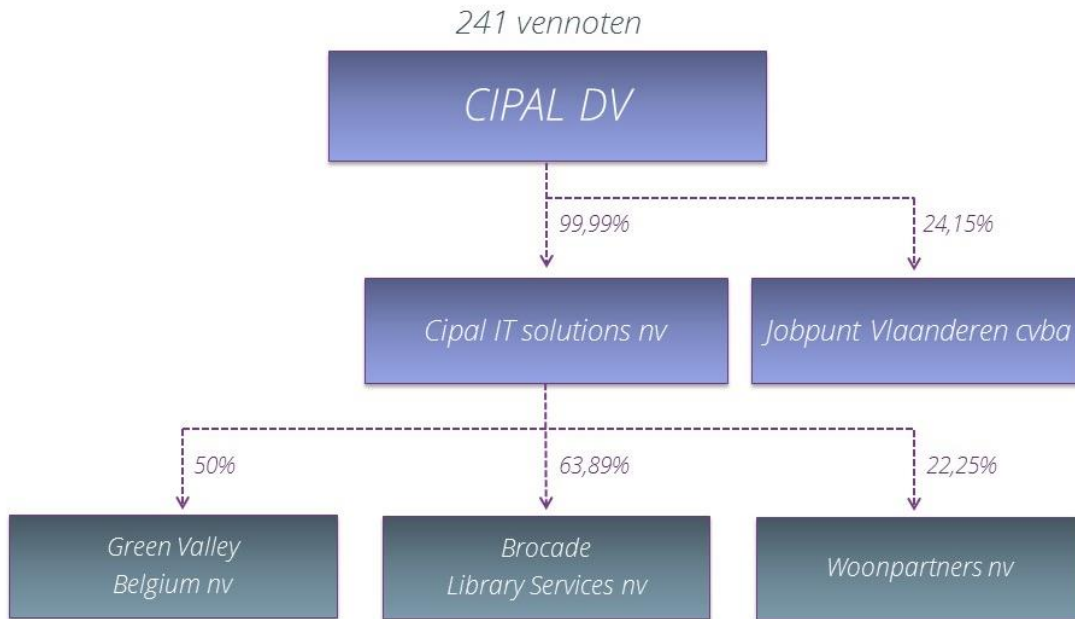 241 vennoten
CIPAL DV
99,99%
24,15%
Cipal IT solutions nv
Jobpunt Vlaanderen cvba
50%
63,89%
22,25%
Green Valley
Belgium nv
Brocade
Library Services nv
Woonpartners nv